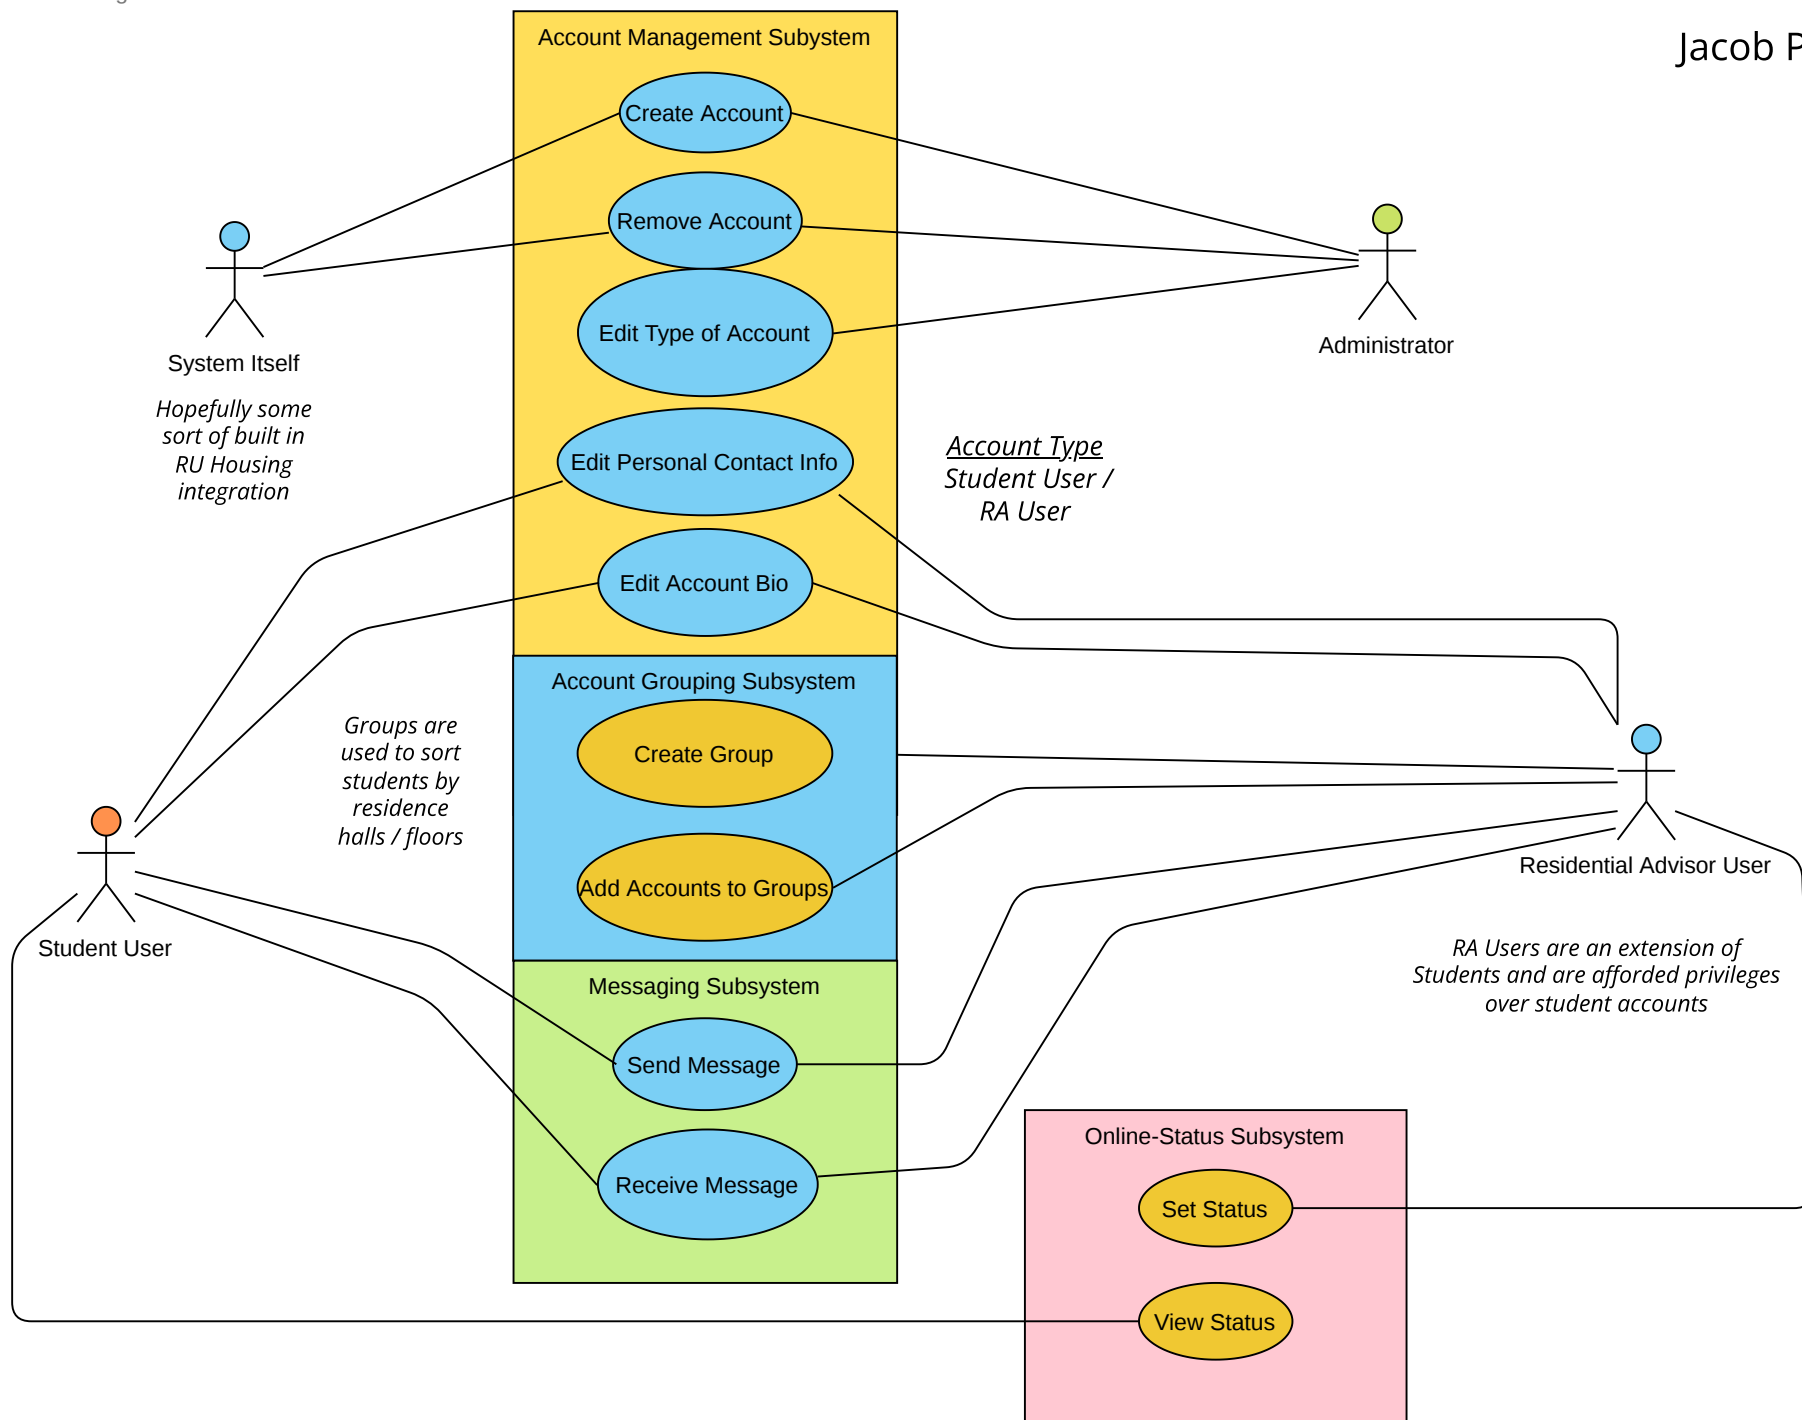 Account Management Subystem
Jacob P
Create Account
Remove Account
Edit Type of Account
System Itself
Administrator
Hopefully some
sort of built in
RU Housing
integration
Edit Personal Contact Info
Account Type
Student User /
RA User
Edit Account Bio
Account Grouping Subsystem
Groups are
used to sort
students by
residence
halls / floors
Create Group
Add Accounts to Groups
Residential Advisor User
Student User
RA Users are an extension of
Students and are afforded privileges
over student accounts
Messaging Subsystem
Send Message
Receive Message
Online-Status Subsystem
Set Status
View Status